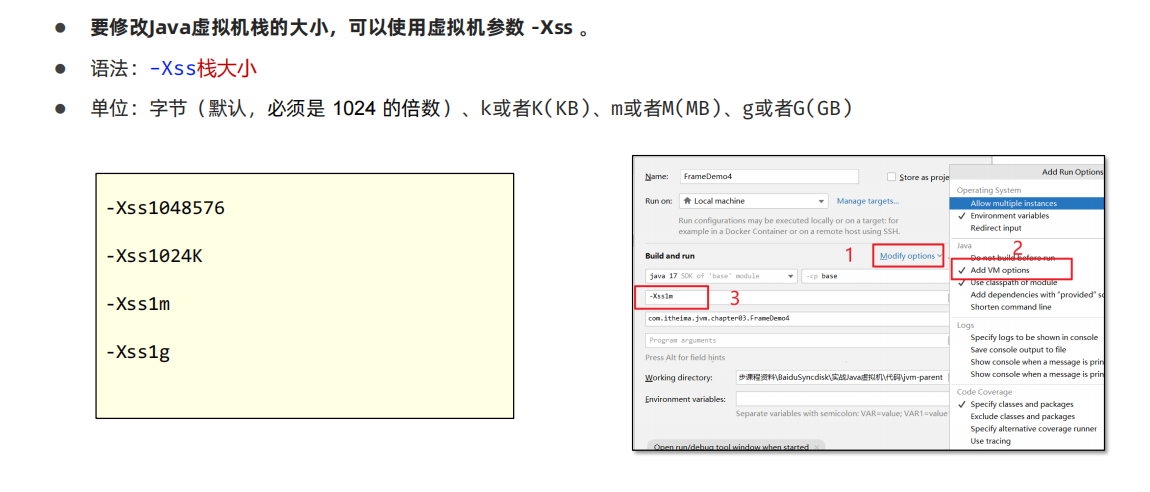 要修改Java虚拟机栈的大小，可以使用虚拟机参数 -Xss 。
语法：-Xss栈大小
单位：字节（默认，必须是 1024 的倍数）、k或者K(KB)、m或者M(MB)、g或者G(GB)
-Xss1048576
-Xss1024K
-Xss1m
-Xss1g
Name: FrameDemo4
Store as proje
Run on: Local machine Manage targets...
Run configurations may be executed locally or on a target: for
example in a Docker Container or on a remote host using SSH.
Build and run 1 Modify options
java 17 SDK of 'base' module -cp base
-Xss1m 3
com.itheima.jvm.chapter03.FrameDemo4
Program arguments
Press Alt for field hints
Working directory: 步课程资料\BaiduSyncdisk\实战Java虚拟机\代码\jvm-parent
Environment variables:
Separate variables with semicolon: VAR=value; VAR1=value
Open run/debug tool window when started ×
Add Run Options
Operating System
Allow multiple instances
Environment variables
Redirect input
Java
2
Do not build before run
Add VM options
Use classpath of module
Add dependencies with "provided" sc
Shorten command line
Logs
Specify logs to be shown in console
Save console output to file
Show console when a message is prin
Show console when a message is prin
Code Coverage
Specify classes and packages
Exclude classes and packages
Specify alternative coverage runner
Use tracing